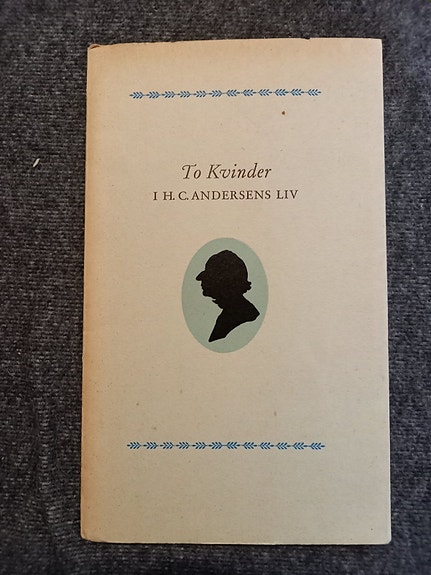 To Kvinder
I H. C. ANDERSENS LIV